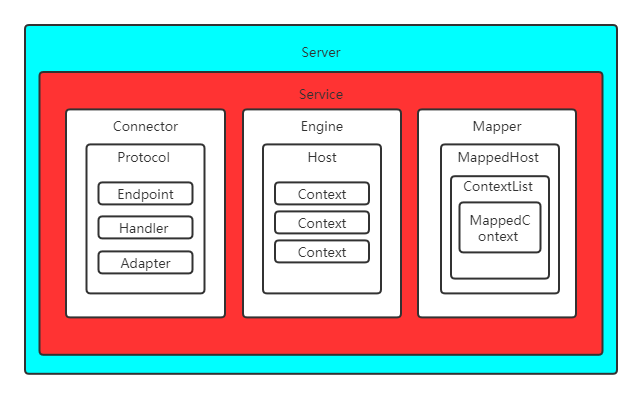 Server
Service
Connector
Protocol
Endpoint
Handler
Adapter
Engine
Host
Context
Context
Context
Mapper
MappedHost
ContextList
MappedC
ontext